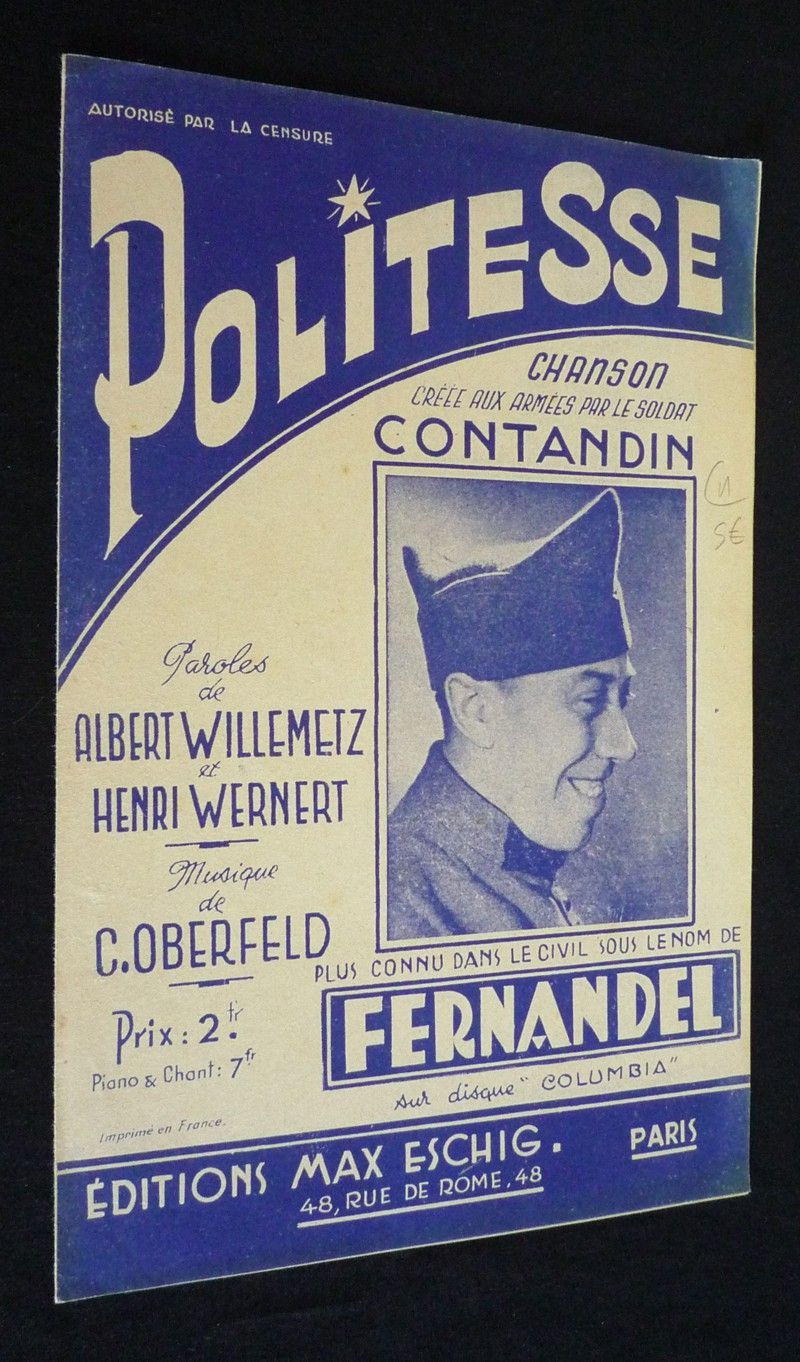 AUTORISÉ PAR LA CENSURE
POLITESSE
CHANSON
CRÉÉE AUX ARMÉES PAR LE SOLDAT
CONTANDIN
5€
Paroles
de
ALBERT WILLEMETZ
et
HENRI WERNERT
Musique
de
C. OBERFELD
PLUS CONNU DANS LE CIVIL SOUS LE NOM DE
FERNANDEL
sur disque "COLUMBIA"
Prix : 2 fr.
Piano & Chant : 7 fr
Imprimé en France.
ÉDITIONS MAX ESCHIG. PARIS
48, RUE DE ROME, 48